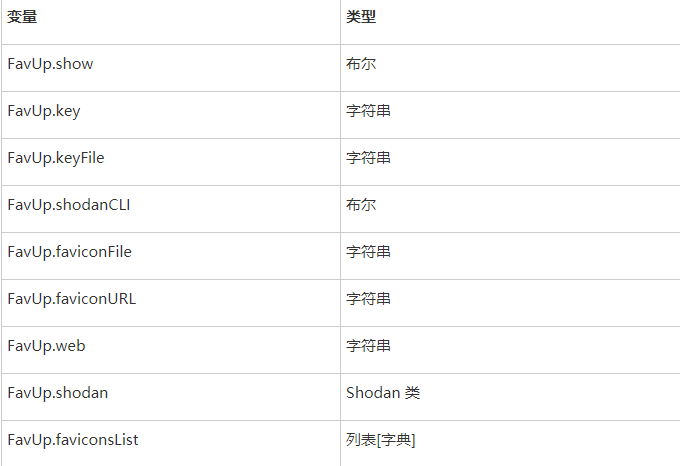 变量 类型
FavUp.show 布尔
FavUp.key 字符串
FavUp.keyFile 字符串
FavUp.shodanCLI 布尔
FavUp.faviconFile 字符串
FavUp.faviconURL 字符串
FavUp.web 字符串
FavUp.shodan Shodan 类
FavUp.faviconsList 列表[字典]